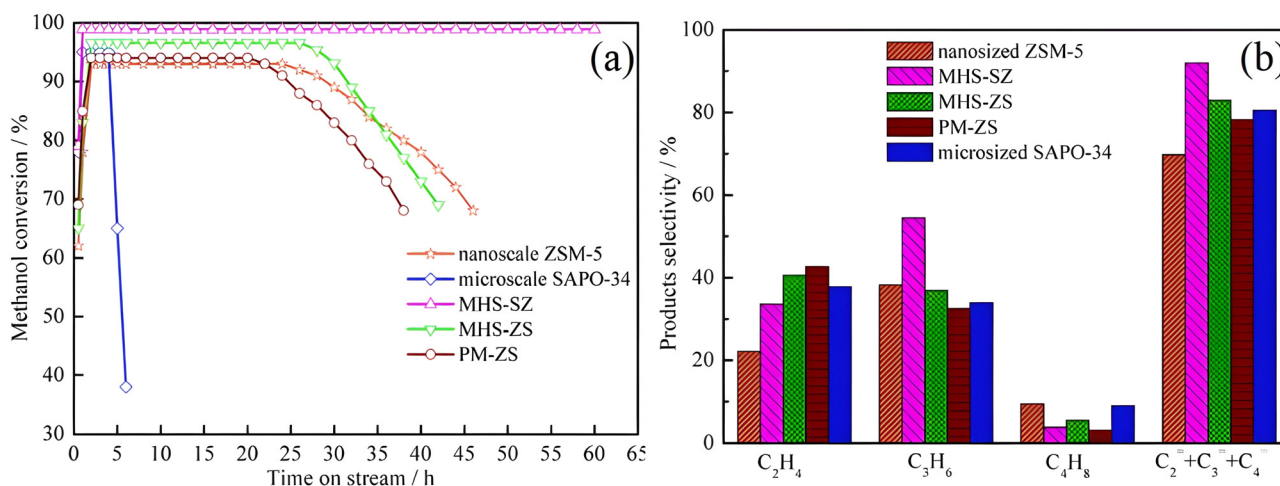 (a)
Methanol conversion / %
100
90
80
70
60
50
40
30
nanoscale ZSM-5
microscale SAPO-34
MHS-SZ
MHS-ZS
PM-ZS
0 5 10 15 20 25 30 35 40 45 50 55 60 65
Time on stream / h
(b)
Products selectivity / %
100
80
60
40
20
0
nanosized ZSM-5
MHS-SZ
MHS-ZS
PM-ZS
microsized SAPO-34
C₂H₄ C₃H₆ C₄H₈ C₂⁼+C₃⁼+C₄⁼